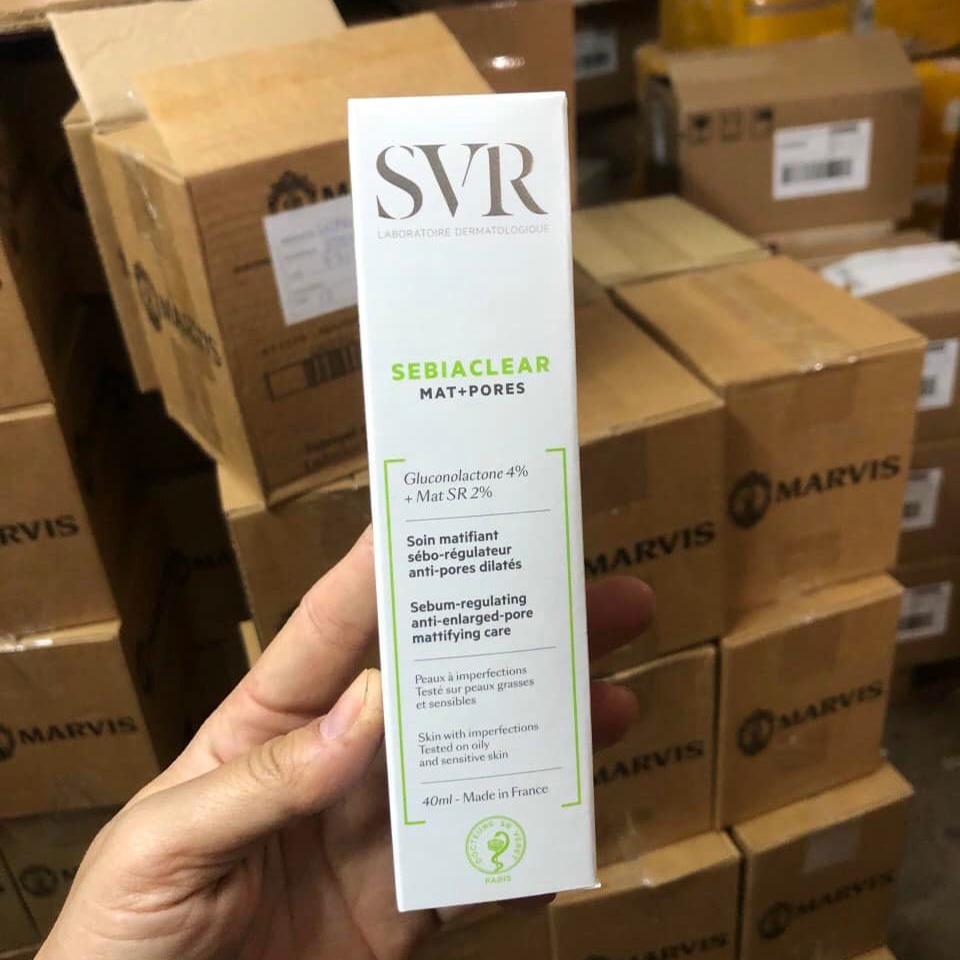 SVR
LABORATOIRE DERMATOLOGIQUE
SEBIACLEAR
MAT+PORES
Gluconolactone 4%
+ Mat SR 2%
Soin matifiant
sébo-régulateur
anti-pores dilatés
Sebum-regulating
anti-enlarged-pore
mattifying care
Peaux à imperfections
Testé sur peaux grasses
et sensibles
Skin with imperfections
Tested on oily
and sensitive skin
40ml - Made in France
PARIS
MARVIS
MARVIS
MARVIS
MARVIS
MARVIS
MARVIS
MARVIS